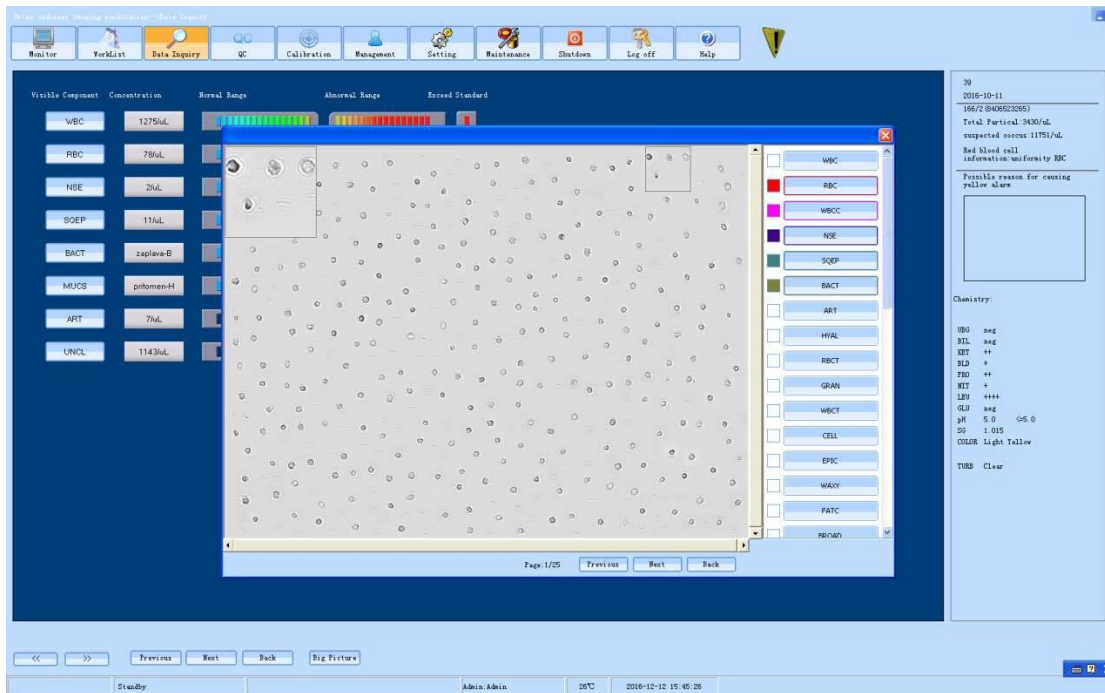 Urine sediment imaging workstation--Data Inquiry
Monitor WorkList Data Inquiry QC Calibration Management Setting Maintenance Shutdown Log off Help
QC
Visible Component Concentration Normal Range Abnormal Range Exceed Standard
WBC 1275/uL
RBC 76/uL
NSE 2/uL
SQEP 11/uL
BACT zaplava-B
MUCS pritomen-H
ART 7/uL
UNCL 1143/uL
WBC
RBC
WBCC
NSE
SQEP
BACT
ART
HYAL
RBCT
GRAN
WBCT
CELL
EPIC
WAXY
FATC
BROAD
Page:1/25 Previous Next Back
39
2016-10-11
166/2 (8406523265)
Total Partical:3430/uL
suspected coccus:11751/uL
Red blood cell
information:uniformity RBC
Possible reason for causing
yellow alarm
Chemistry:
UBG neg
BIL neg
KET ++
BLD +
PRO ++
NIT +
LEU ++++
GLU neg
pH 5.0 <=5.0
SG 1.015
COLOR Light Yellow
TURB Clear
<< >> Previous Next Back Big Picture
Standby Admin:Admin 26℃ 2016-12-12 15:45:26